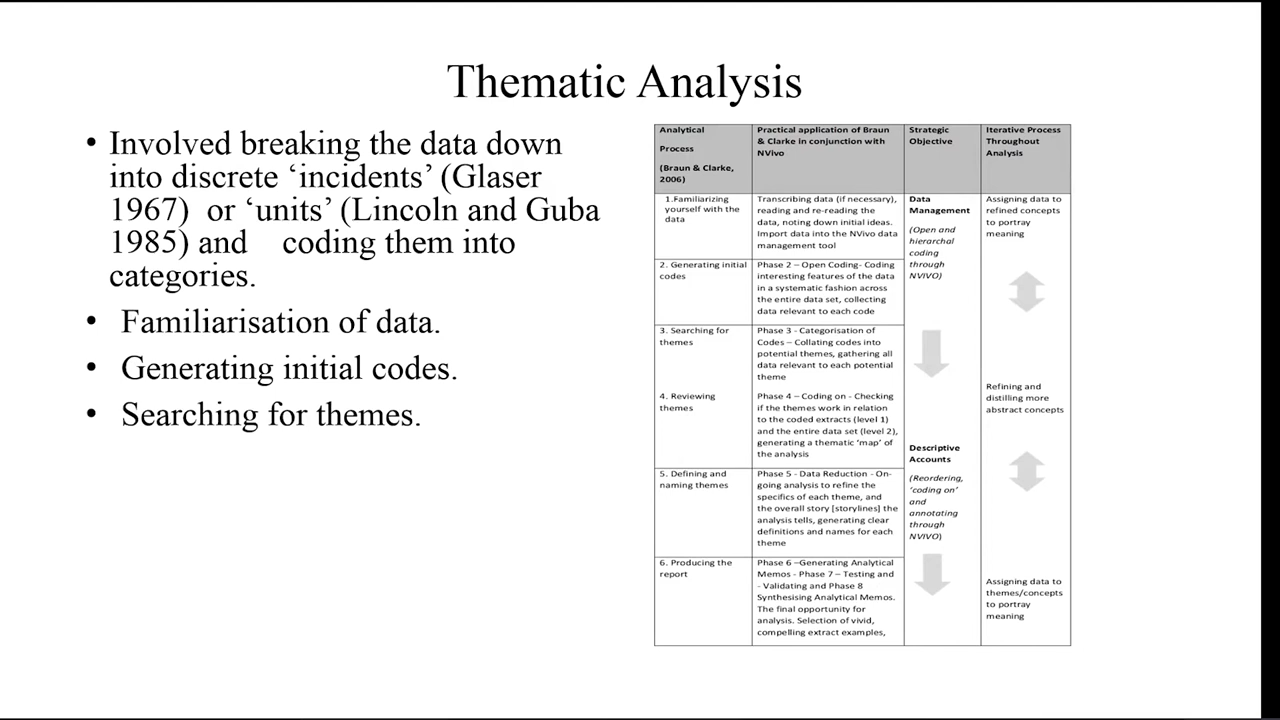 Thematic Analysis
• Involved breaking the data down
into discrete ‘incidents’ (Glaser
1967) or ‘units’ (Lincoln and Guba
1985) and coding them into
categories.
• Familiarisation of data.
• Generating initial codes.
• Searching for themes.
Analytical
Process
(Braun & Clarke,
2006)
Practical application of Braun
& Clarke in conjunction with
NVivo
Strategic
Objective
Iterative Process
Throughout
Analysis
1.Familiarizing
yourself with the
data
Transcribing data (if necessary),
reading and re-reading the
data, noting down initial ideas.
Import data into the NVivo data
management tool
Data
Management
(Open and
hierarchal
coding
through
NVIVO)
Assigning data to
refined concepts
to portray
meaning
2. Generating initial
codes
Phase 2 – Open Coding- Coding
interesting features of the data
in a systematic fashion across
the entire data set, collecting
data relevant to each code
3. Searching for
themes
Phase 3 - Categorisation of
Codes – Collating codes into
potential themes, gathering all
data relevant to each potential
theme
Refining and
distilling more
abstract concepts
4. Reviewing
themes
Phase 4 – Coding on - Checking
if the themes work in relation
to the coded extracts (level 1)
and the entire data set (level 2),
generating a thematic ‘map’ of
the analysis
Descriptive
Accounts
(Reordering,
‘coding on’
and
annotating
through
NVIVO)
5. Defining and
naming themes
Phase 5 - Data Reduction - On-
going analysis to refine the
specifics of each theme, and
the overall story [storylines] the
analysis tells, generating clear
definitions and names for each
theme
6. Producing the
report
Phase 6 –Generating Analytical
Memos - Phase 7 – Testing and
- Validating and Phase 8
Synthesising Analytical Memos.
The final opportunity for
analysis. Selection of vivid,
compelling extract examples,
Assigning data to
themes/concepts
to portray
meaning